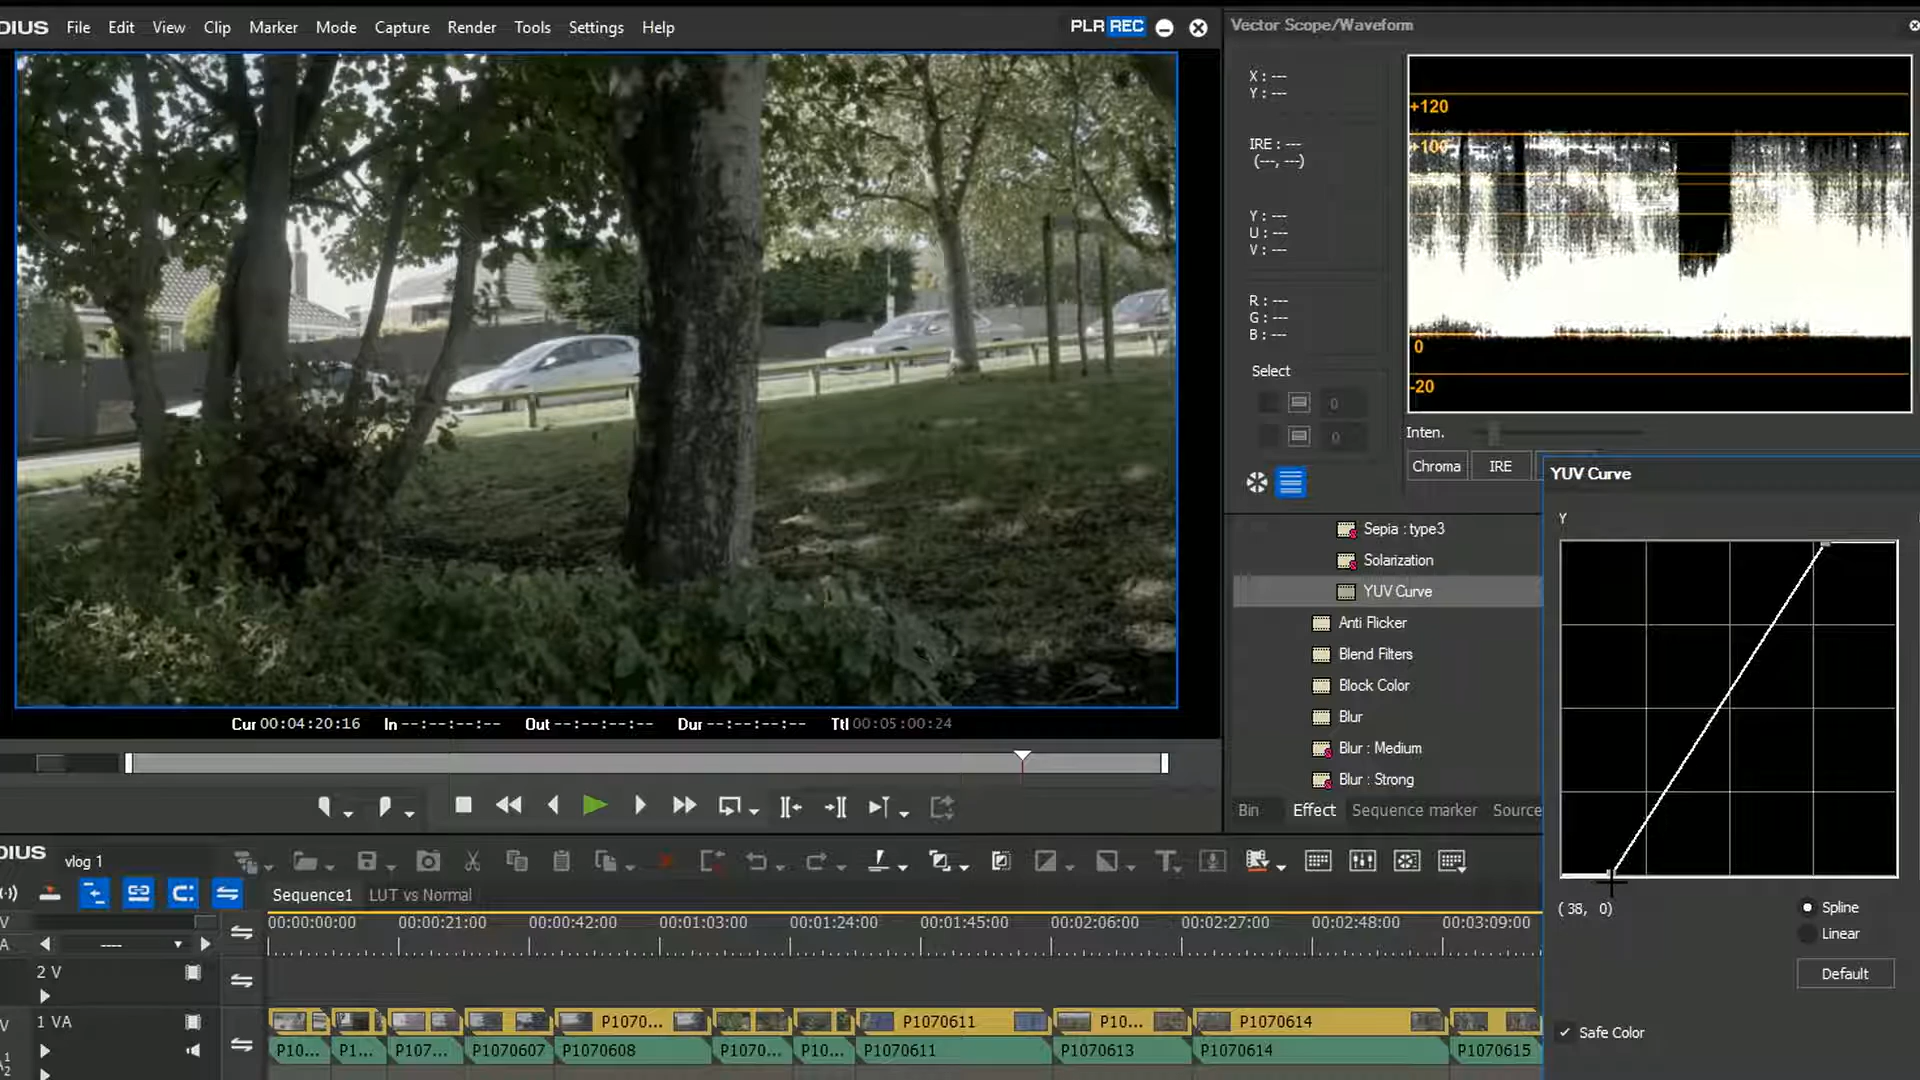 DIUS File Edit View Clip Marker Mode Capture Render Tools Settings Help PLR REC
Vector Scope/Waveform
X : ---
Y : ---
IRE : ---
(---, ---)
Y : ---
U : ---
V : ---
R : ---
G : ---
B : ---
Select
0
0
+120
+100
0
-20
Inten.
Chroma IRE
YUV Curve
Y
Sepia : type3
Solarization
YUV Curve
Anti Flicker
Blend Filters
Block Color
Blur
Blur : Medium
Blur : Strong
Bin Effect Sequence marker Source
( 38, 0)
Spline
Linear
Default
Safe Color
Cur 00:04:20:16 In --:--:--:-- Out --:--:--:-- Dur --:--:--:-- Ttl 00:05:00:24
DIUS vlog 1
Sequence1 LUT vs Normal
V
A ----
00:00:00:00 00:00:21:00 00:00:42:00 00:01:03:00 00:01:24:00 00:01:45:00 00:02:06:00 00:02:27:00 00:02:48:00 00:03:09:00
2 V
1 VA
V
A 1
2
P1070... P1070611 P10... P1070614
P10... P1... P107... P1070607 P1070608 P1070... P10... P1070611 P1070613 P1070614 P1070615